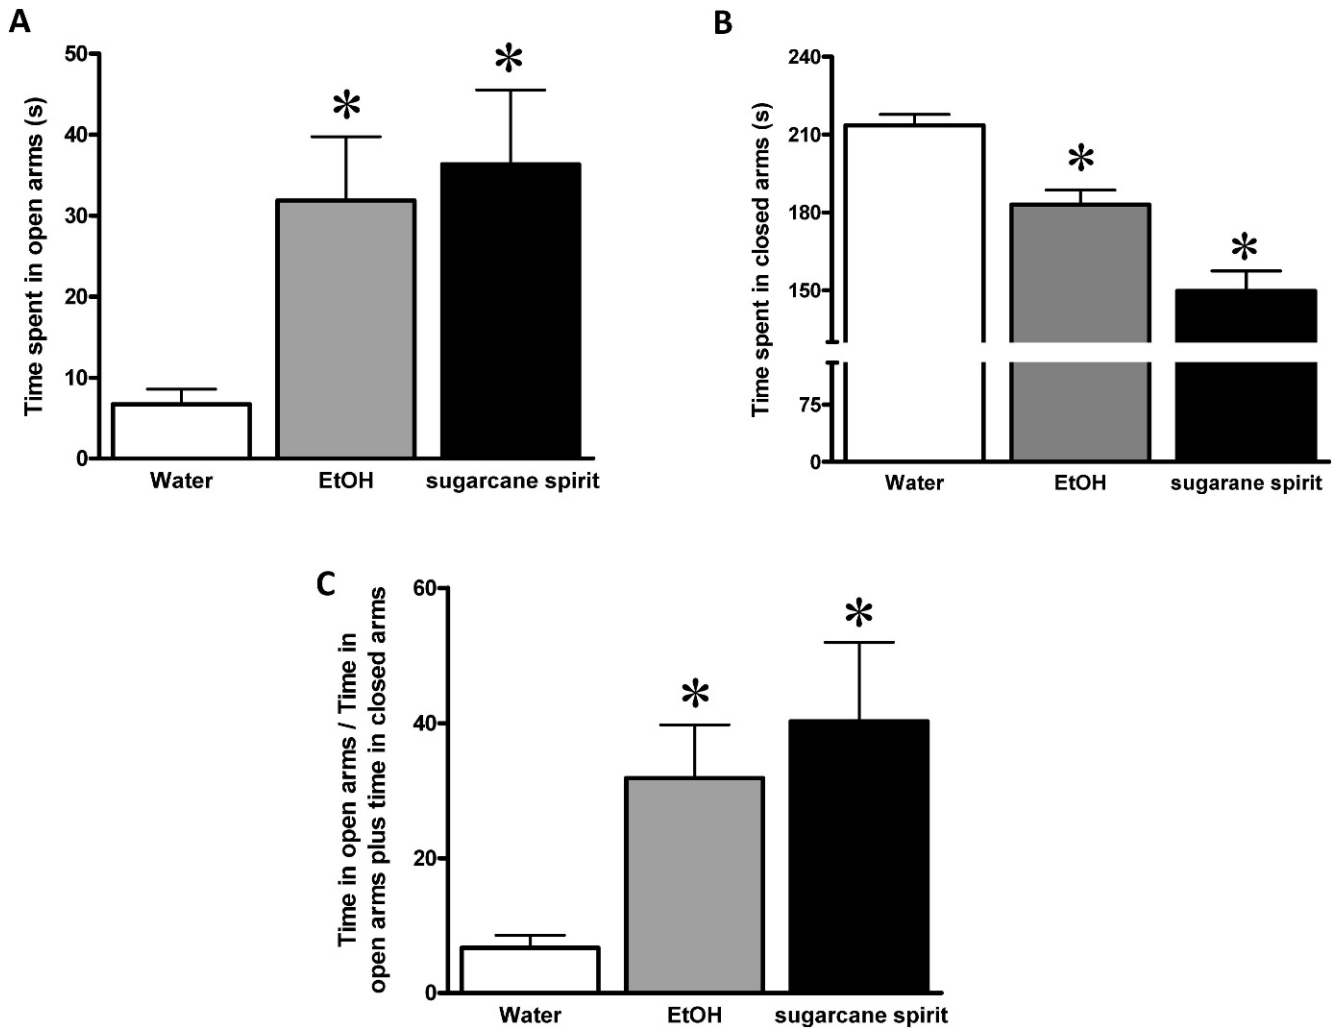 A
Time spent in open arms (s)
50
40
30
20
10
0
*
*
Water
EtOH
sugarcane spirit
B
Time spent in closed arms (s)
240
210
180
150
75
0
*
*
Water
EtOH
sugarane spirit
C
Time in open arms / Time in
open arms plus time in closed arms
60
40
20
0
*
*
Water
EtOH
sugarcane spirit